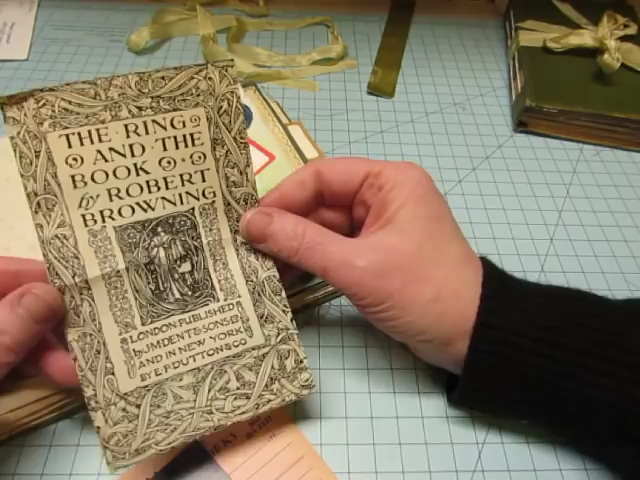 THE · RING
AND · THE
BOOK
by ROBERT
BROWNING
LONDON: PUBLISHED
by J·M·DENT & SONS Lᵀᴰ
AND IN NEW YORK
BY E·P·DUTTON & CO